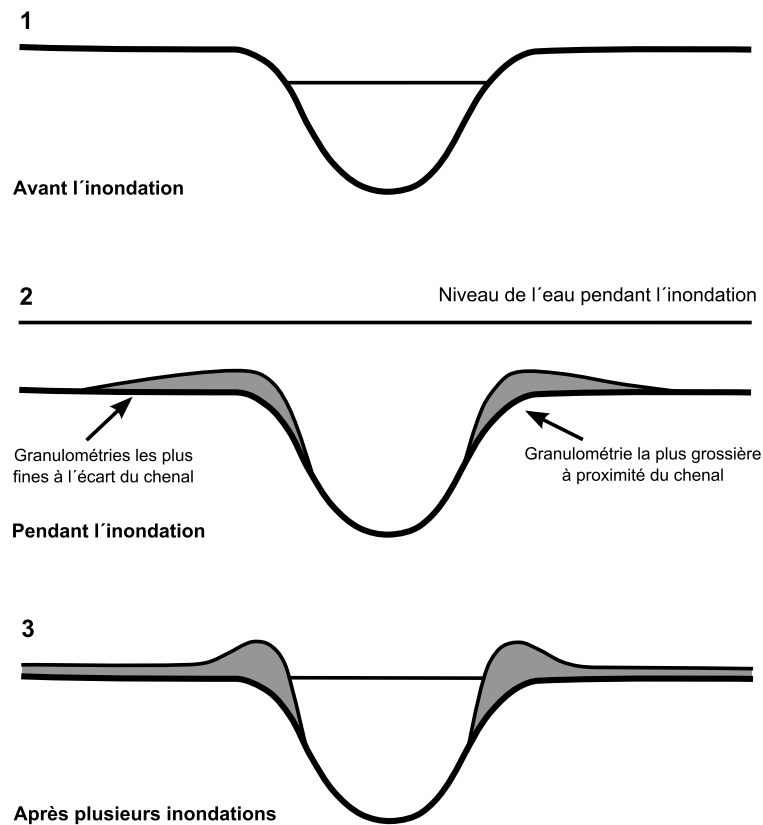 1
Avant l´inondation
2
Niveau de l´eau pendant l´inondation
Granulométries les plus
fines à l´écart du chenal
Granulométrie la plus grossière
à proximité du chenal
Pendant l´inondation
3
Après plusieurs inondations